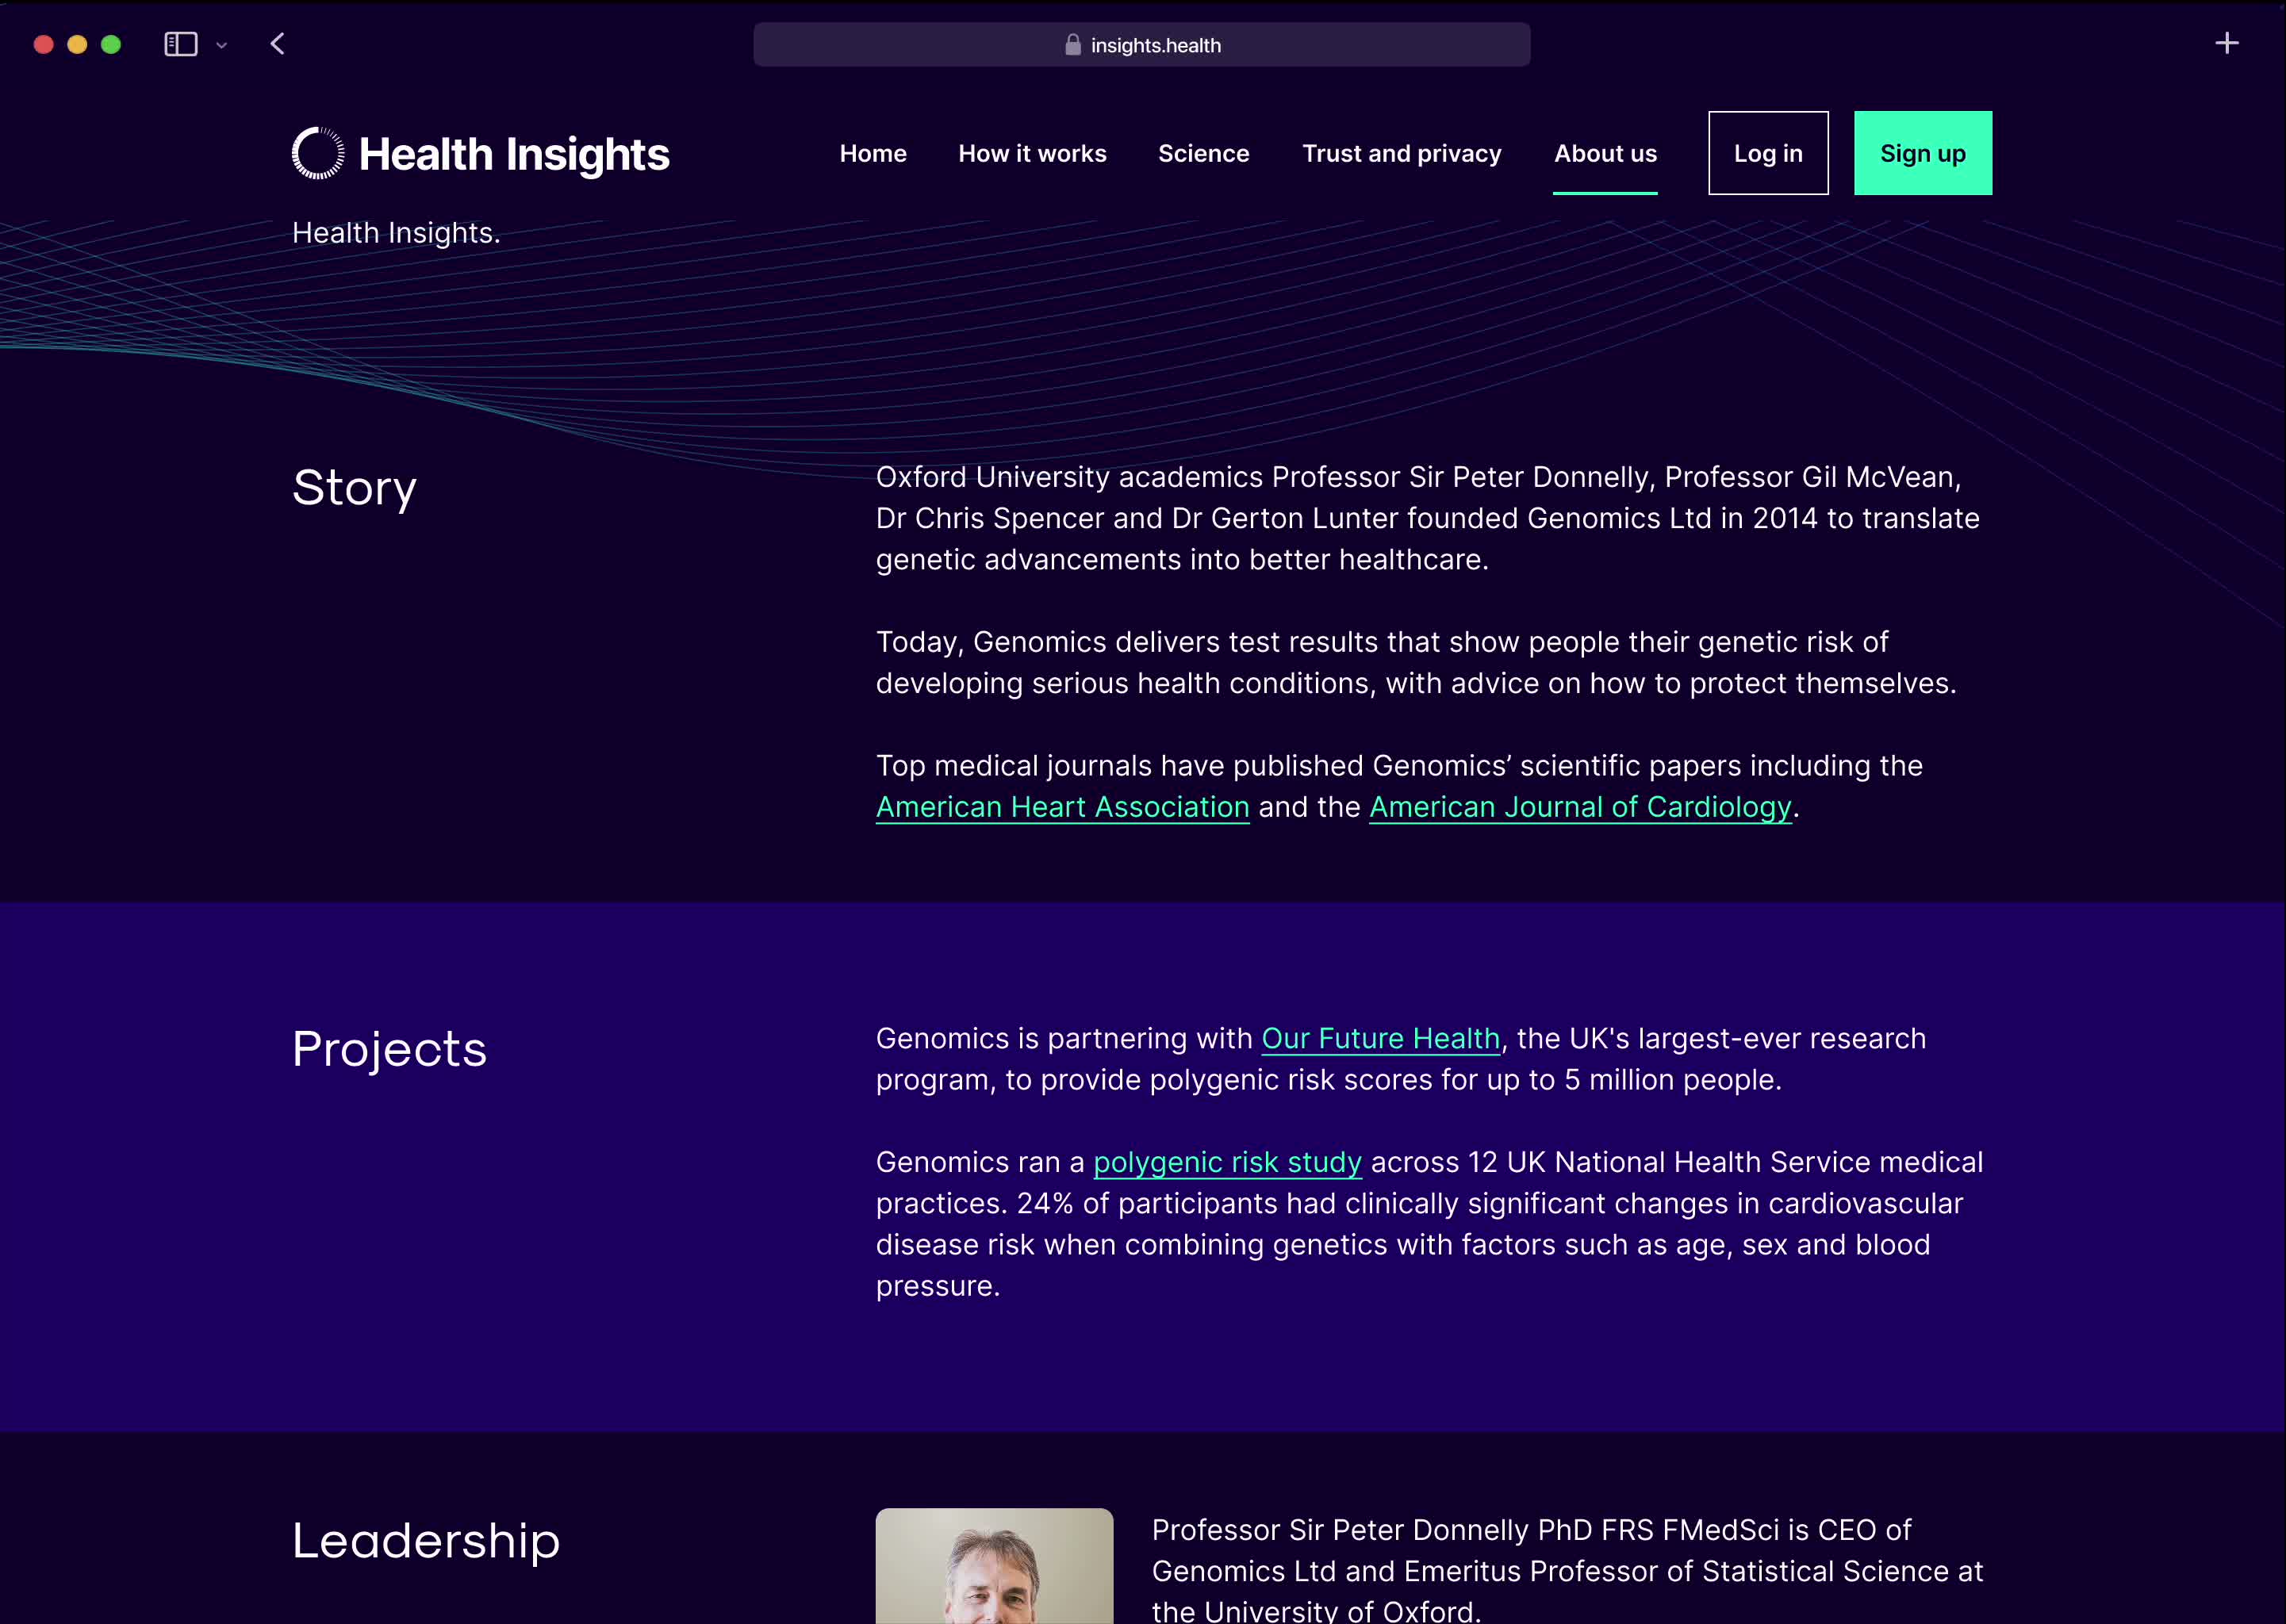 insights.health
Health Insights
Home
How it works
Science
Trust and privacy
About us
Log in
Sign up
Health Insights.
Story
Oxford University academics Professor Sir Peter Donnelly, Professor Gil McVean,
Dr Chris Spencer and Dr Gerton Lunter founded Genomics Ltd in 2014 to translate
genetic advancements into better healthcare.
Today, Genomics delivers test results that show people their genetic risk of
developing serious health conditions, with advice on how to protect themselves.
Top medical journals have published Genomics’ scientific papers including the
American Heart Association and the American Journal of Cardiology.
Projects
Genomics is partnering with Our Future Health, the UK's largest-ever research
program, to provide polygenic risk scores for up to 5 million people.
Genomics ran a polygenic risk study across 12 UK National Health Service medical
practices. 24% of participants had clinically significant changes in cardiovascular
disease risk when combining genetics with factors such as age, sex and blood
pressure.
Leadership
Professor Sir Peter Donnelly PhD FRS FMedSci is CEO of
Genomics Ltd and Emeritus Professor of Statistical Science at
the University of Oxford.